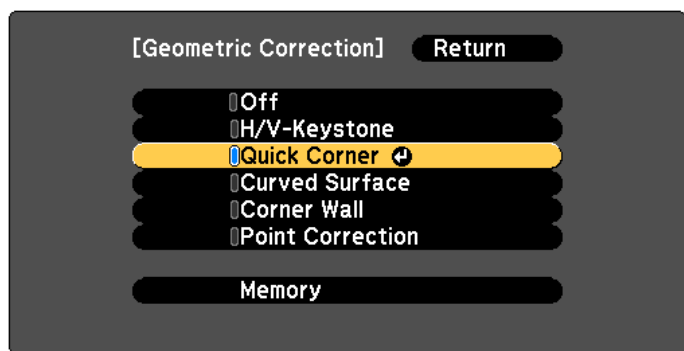 [Geometric Correction] Return
Off
H/V-Keystone
Quick Corner
Curved Surface
Corner Wall
Point Correction
Memory